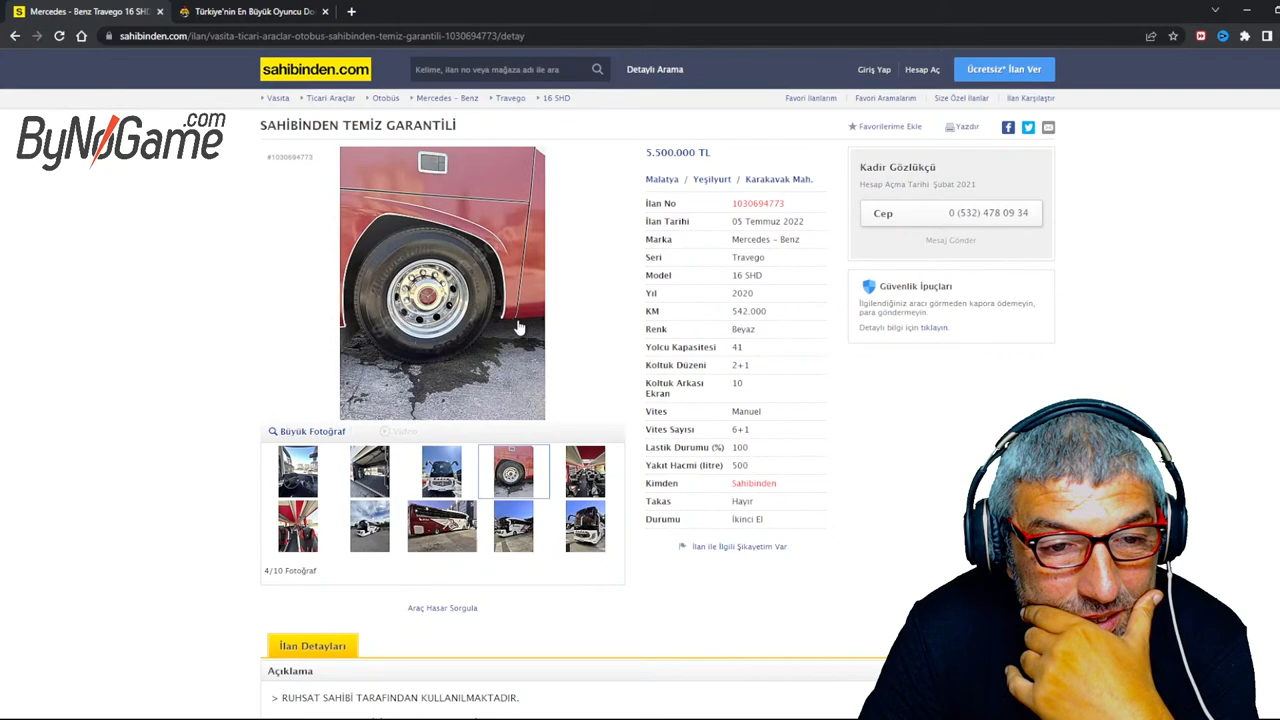 Mercedes - Benz Travego 16 SHD
Türkiye'nin En Büyük Oyuncu De
sahibinden.com/ilan/vasita-ticari-araclar-otobus-sahibinden-temiz-garantili-1030694773/detay
sahibinden.com
Kelime, ilan no veya mağaza adı ile ara
Detaylı Arama
Giriş Yap
Hesap Aç
Ücretsiz* İlan Ver
Vasıta
Ticari Araçlar
Otobüs
Mercedes - Benz
Travego
16 SHD
Favori İlanlarım
Favori Aramalarım
Size Özel İlanlar
İlan Karşılaştır
ByNoGame.com
SAHİBİNDEN TEMİZ GARANTİLİ
Favorilerime Ekle
Yazdır
#1030694773
5.500.000 TL
Malatya / Yeşilyurt / Karakavak Mah.
İlan No 1030694773
İlan Tarihi 05 Temmuz 2022
Marka Mercedes - Benz
Seri Travego
Model 16 SHD
Yıl 2020
KM 542.000
Renk Beyaz
Yolcu Kapasitesi 41
Koltuk Düzeni 2+1
Koltuk Arkası 10
Ekran
Vites Manuel
Vites Sayısı 6+1
Lastik Durumu (%) 100
Yakıt Hacmi (litre) 500
Kimden Sahibinden
Takas Hayır
Durumu İkinci El
İlan ile İlgili Şikayetim Var
Kadir Gözlükçü
Hesap Açma Tarihi Şubat 2021
Cep 0 (532) 478 09 34
Mesaj Gönder
Güvenlik İpuçları
İlgilendiğiniz aracı görmeden kapora ödemeyin,
para göndermeyin.
Detaylı bilgi için tıklayın.
Büyük Fotoğraf
Video
4/10 Fotoğraf
Araç Hasar Sorgula
İlan Detayları
Açıklama
> RUHSAT SAHİBİ TARAFINDAN KULLANILMAKTADIR.